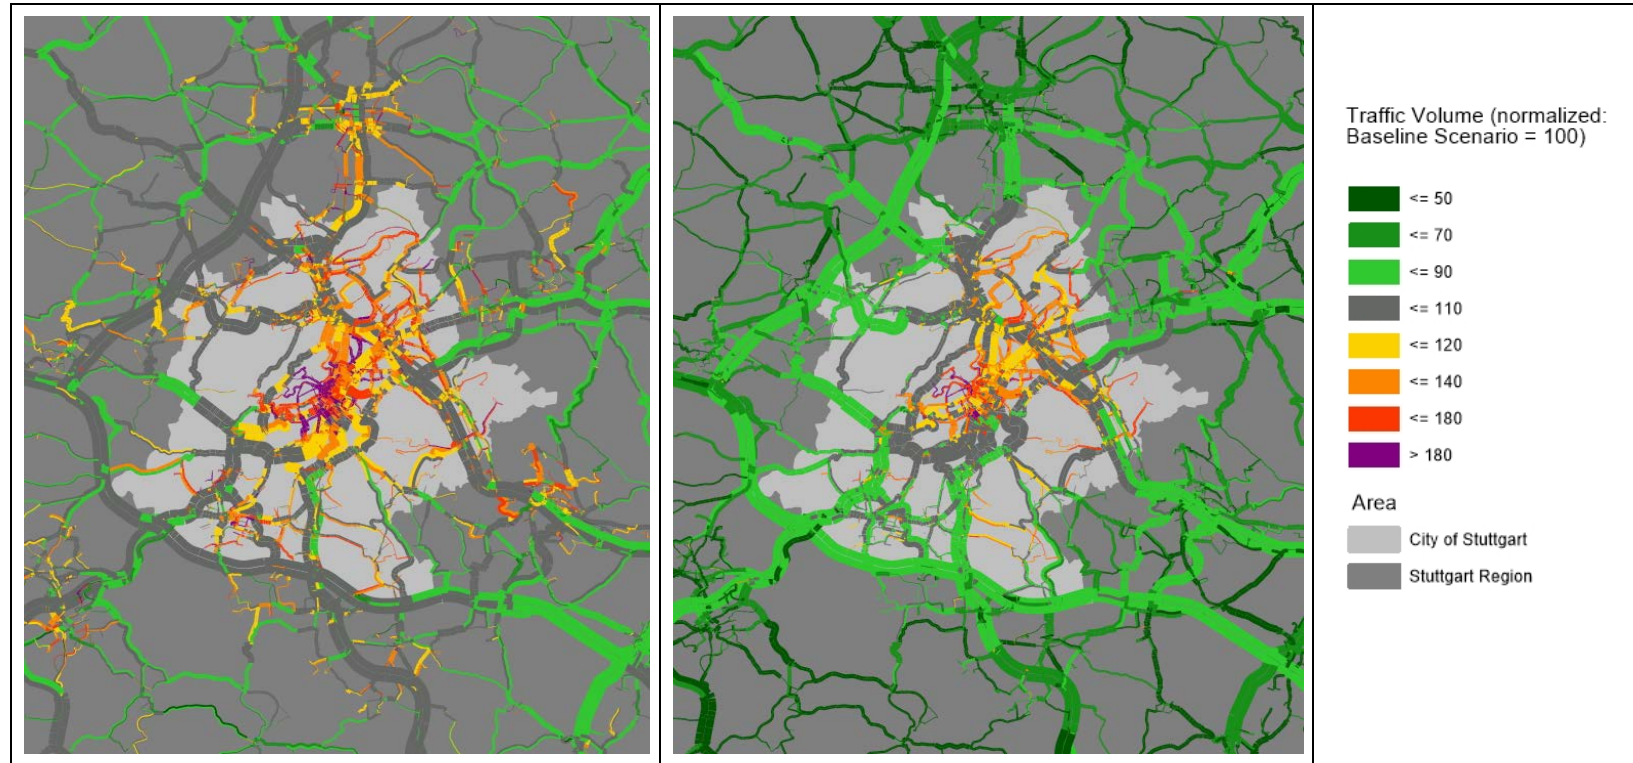 Traffic Volume (normalized:
Baseline Scenario = 100)
<= 50
<= 70
<= 90
<= 110
<= 120
<= 140
<= 180
> 180
Area
City of Stuttgart
Stuttgart Region